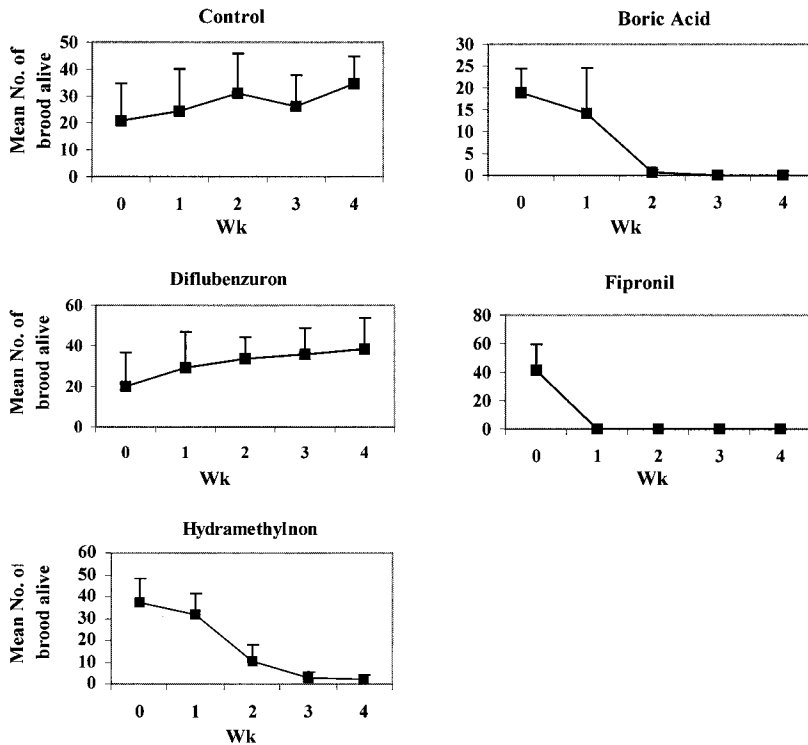 Control
Mean No. of
brood alive
50
40
30
20
10
0
0 1 2 3 4
Wk
Boric Acid
30
25
20
15
10
5
0
0 1 2 3 4
Diflubenzuron
Mean No. of
brood alive
60
40
20
0
0 1 2 3 4
Wk
Fipronil
80
60
40
20
0
0 1 2 3 4
Wk
Hydramethylnon
Mean No. of
brood alive
60
50
40
30
20
10
0
0 1 2 3 4
Wk